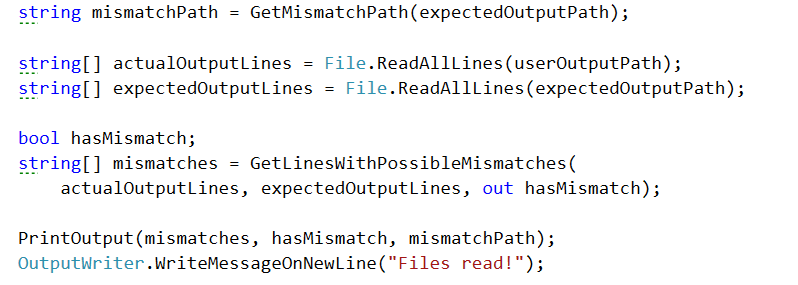 string mismatchPath = GetMismatchPath(expectedOutputPath);
string[] actualOutputLines = File.ReadAllLines(userOutputPath);
string[] expectedOutputLines = File.ReadAllLines(expectedOutputPath);
bool hasMismatch;
string[] mismatches = GetLinesWithPossibleMismatches(
actualOutputLines, expectedOutputLines, out hasMismatch);
PrintOutput(mismatches, hasMismatch, mismatchPath);
OutputWriter.WriteMessageOnNewLine("Files read!");